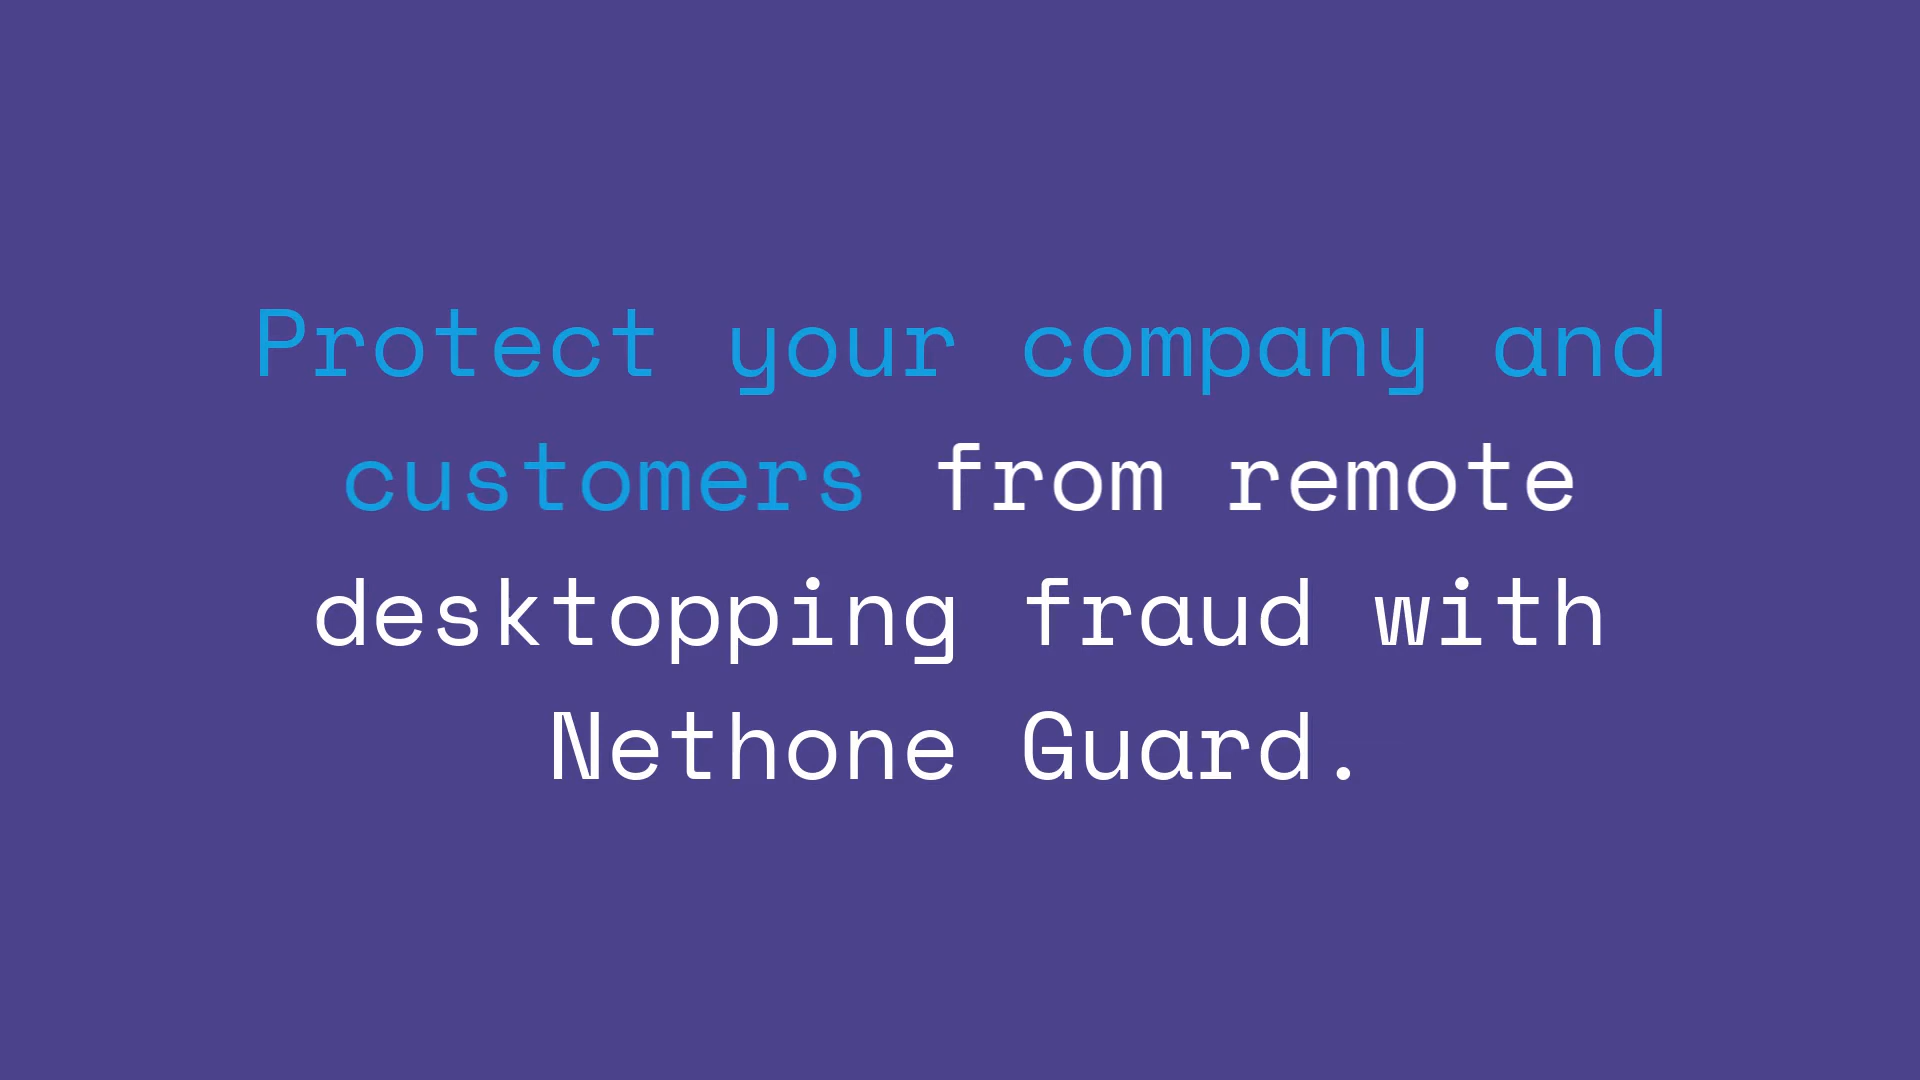 Protect your company and
customers from remote
desktopping fraud with
Nethone Guard.